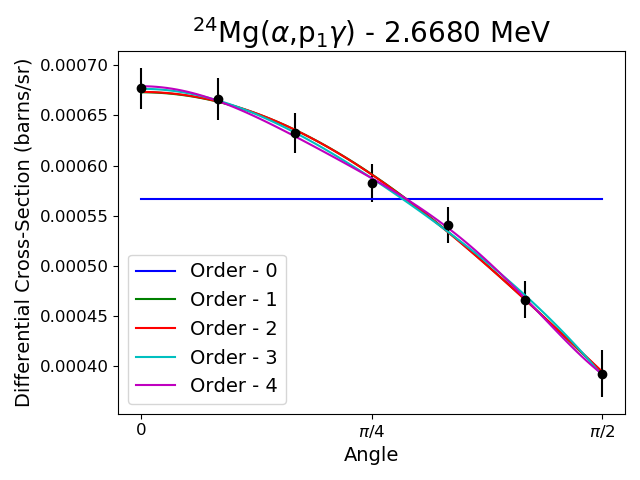 ²⁴Mg(α,p₁γ) - 2.6680 MeV
Differential Cross-Section (barns/sr)
0.00070
0.00065
0.00060
0.00055
0.00050
0.00045
0.00040
Order - 0
Order - 1
Order - 2
Order - 3
Order - 4
0
π/4
π/2
Angle